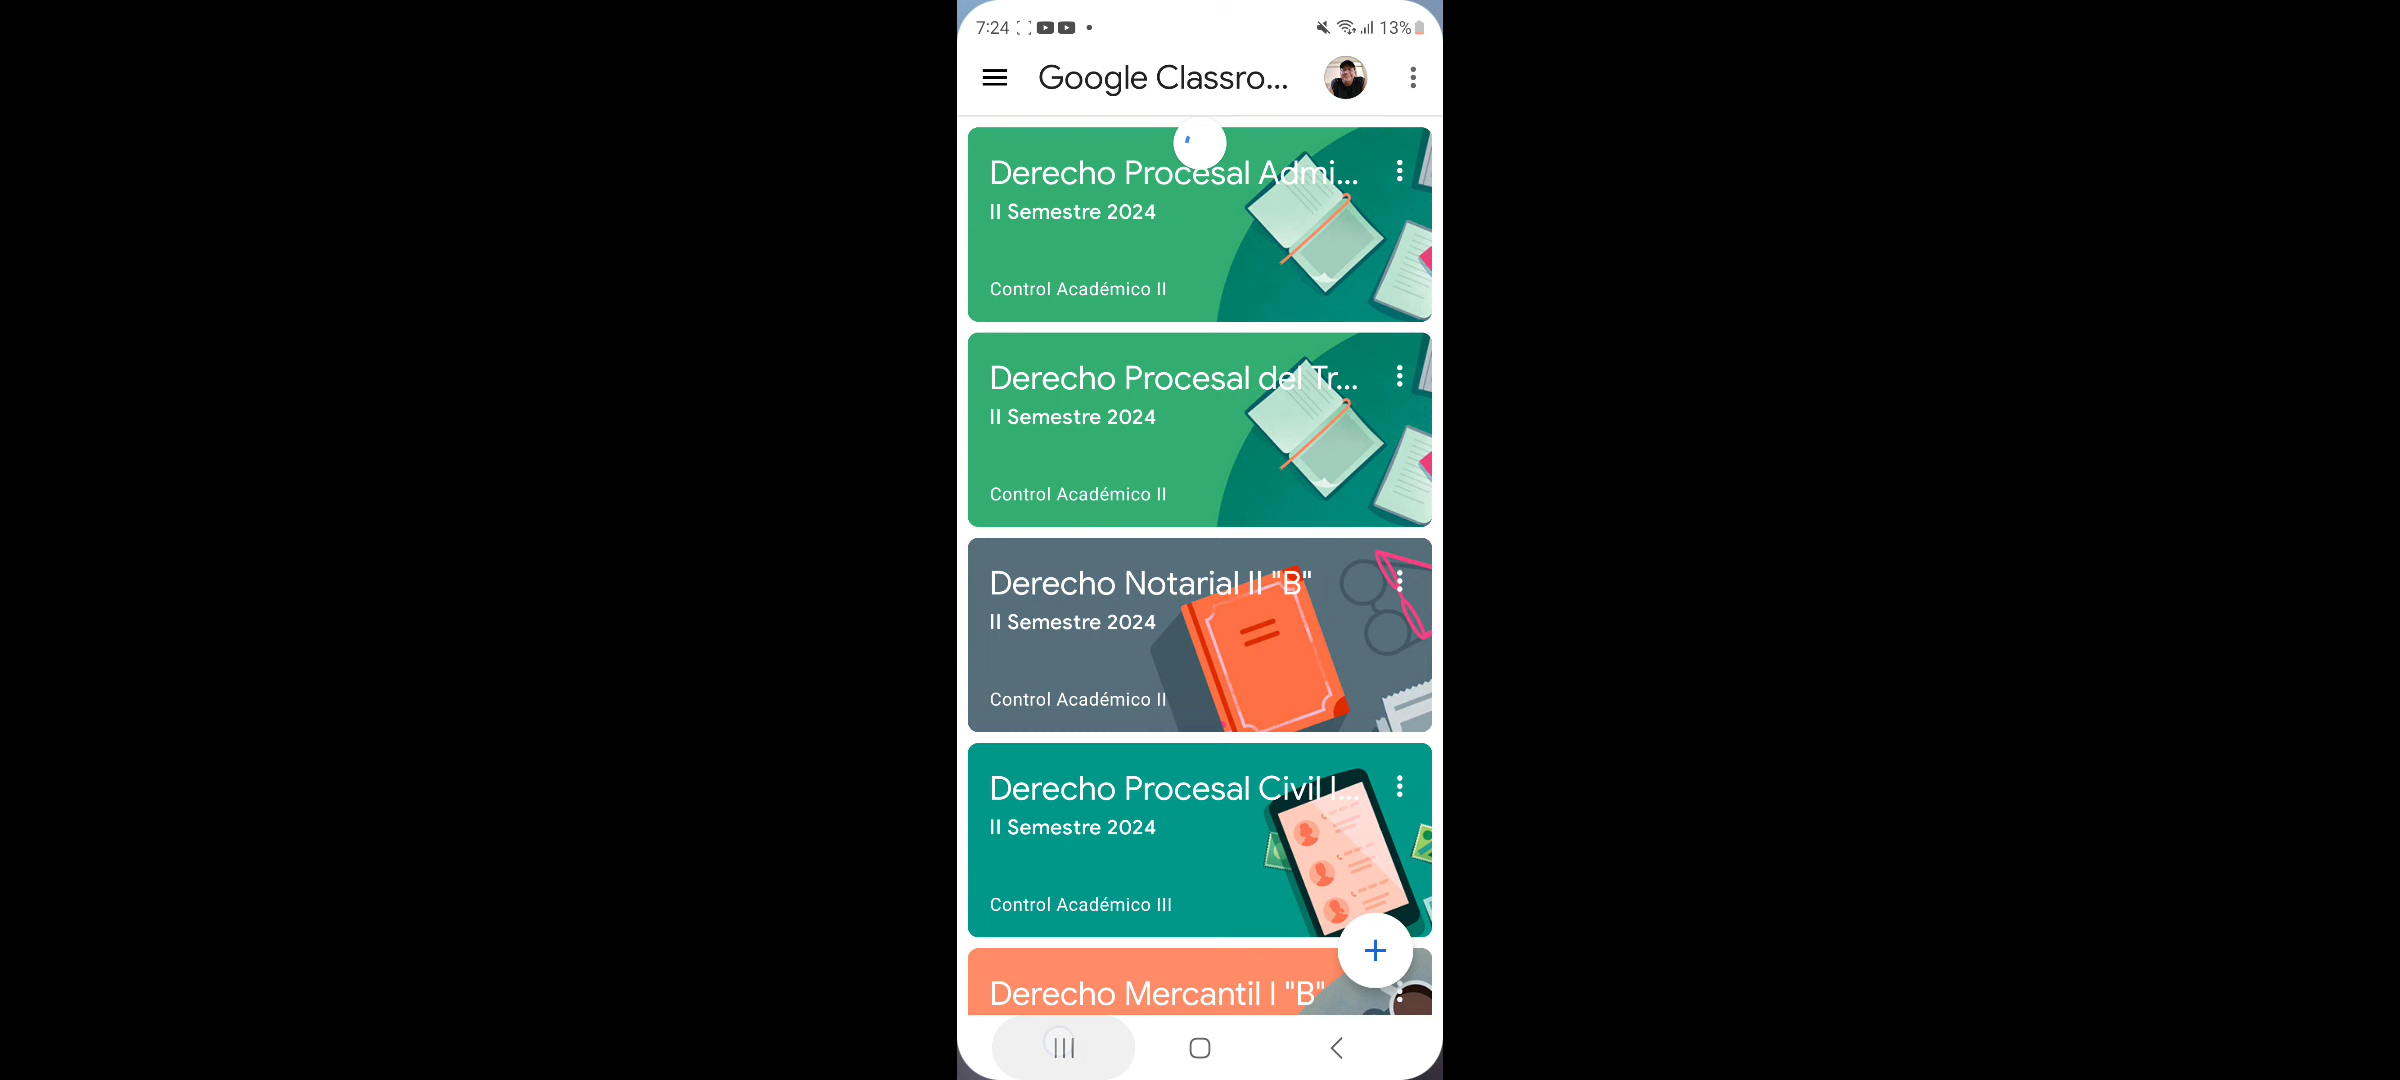 7:24 13%
Google Classro...
Derecho Procesal Admi...
II Semestre 2024
Control Académico II
Derecho Procesal del Tr...
II Semestre 2024
Control Académico II
Derecho Notarial II "B"
II Semestre 2024
Control Académico II
Derecho Procesal Civil I...
II Semestre 2024
Control Académico III
Derecho Mercantil I "B"